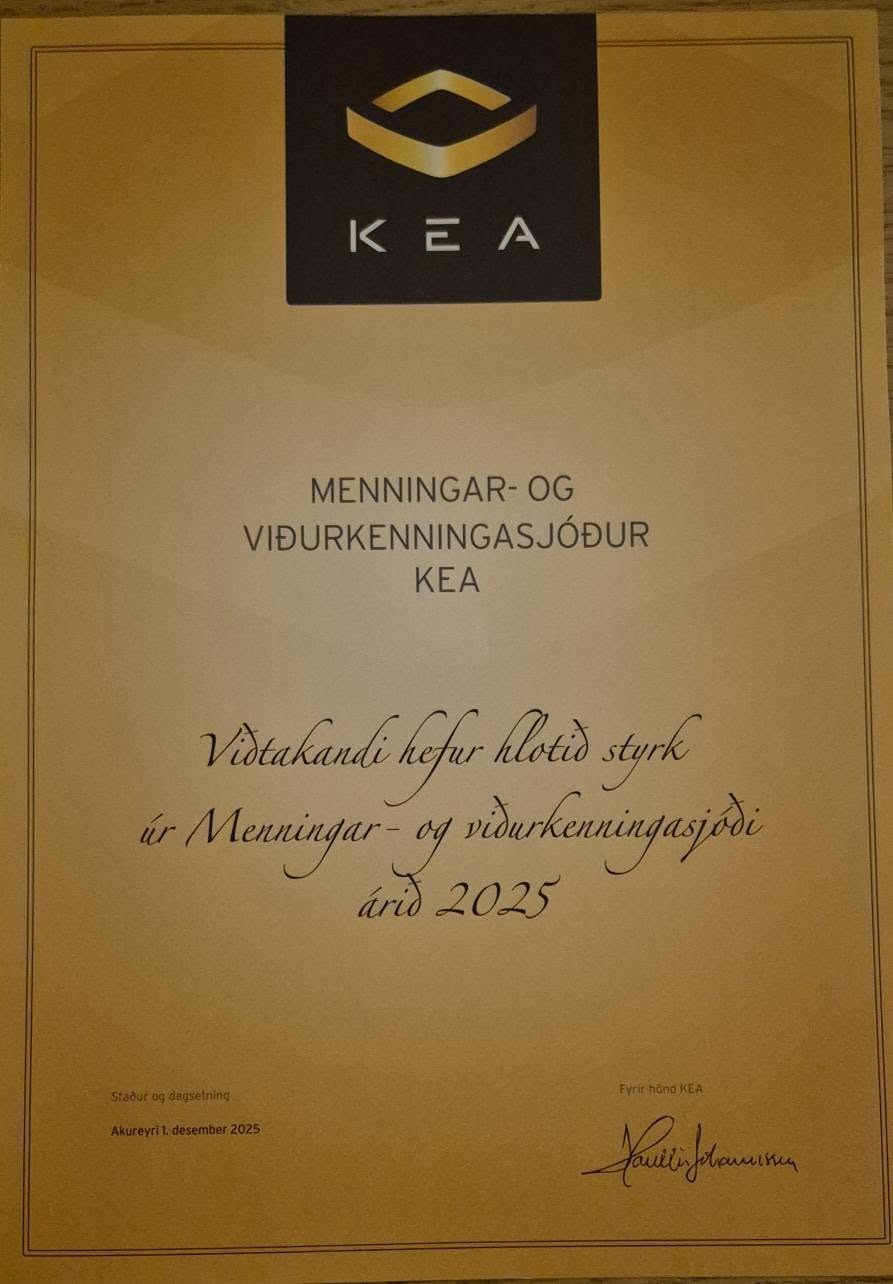 KEA
MENNINGAR- OG
VIÐURKENNINGASJÓÐUR
KEA
Viðtakandi hefur hlotið styrk
úr Menningar- og viðurkenningasjóði
árið 2025
Staður og dagsetning
Akureyri 1. desember 2025
Fyrir hönd KEA